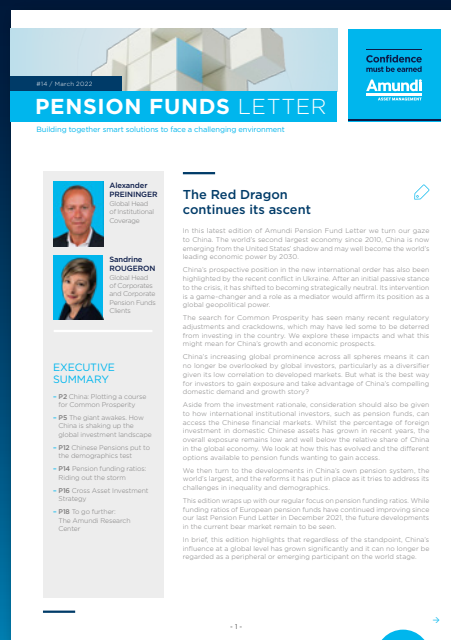 #14 / March 2022
PENSION FUNDS LETTER
Building together smart solutions to face a challenging environment
Confidence
must be earned
Amundi
ASSET MANAGEMENT
Alexander
PREININGER
Global Head
of Institutional
Coverage
Sandrine
ROUGERON
Global Head
of Corporates
and Corporate
Pension Funds
Clients
EXECUTIVE
SUMMARY
– P2 China: Plotting a course
for Common Prosperity
– P5 The giant awakes. How
China is shaking up the
global investment landscape
– P12 Chinese Pensions put to
the demographics test
– P14 Pension funding ratios:
Riding out the storm
– P16 Cross Asset Investment
Strategy
– P18 To go further:
The Amundi Research
Center
The Red Dragon
continues its ascent
In this latest edition of Amundi Pension Fund Letter we turn our gaze
to China. The world's second largest economy since 2010, China is now
emerging from the United States' shadow and may well become the world's
leading economic power by 2030.
China's prospective position in the new international order has also been
highlighted by the recent conflict in Ukraine. After an initial passive stance
to the crisis, it has shifted to becoming strategically neutral. Its intervention
is a game-changer and a role as a mediator would affirm its position as a
global geopolitical power.
The search for Common Prosperity has seen many recent regulatory
adjustments and crackdowns, which may have led some to be deterred
from investing in the country. We explore these impacts and what this
might mean for China's growth and economic prospects.
China's increasing global prominence across all spheres means it can
no longer be overlooked by global investors, particularly as a diversifier
given its low correlation to developed markets. But what is the best way
for investors to gain exposure and take advantage of China's compelling
domestic demand and growth story?
Aside from the investment rationale, consideration should also be given
to how international institutional investors, such as pension funds, can
access the Chinese financial markets. Whilst the percentage of foreign
investment in domestic Chinese assets has grown in recent years, the
overall exposure remains low and well below the relative share of China
in the global economy. We look at how this has evolved and the different
options available to pension funds wanting to gain access.
We then turn to the developments in China's own pension system, the
world's largest, and the reforms it has put in place as it tries to address its
challenges in inequality and demographics.
This edition wraps up with our regular focus on pension funding ratios. While
funding ratios of European pension funds have continued improving since
our last Pension Fund Letter in December 2021, the future developments
in the current bear market remain to be seen.
In brief, this edition highlights that regardless of the standpoint, China's
influence at a global level has grown significantly and it can no longer be
regarded as a peripheral or emerging participant on the world stage.
- 1 -